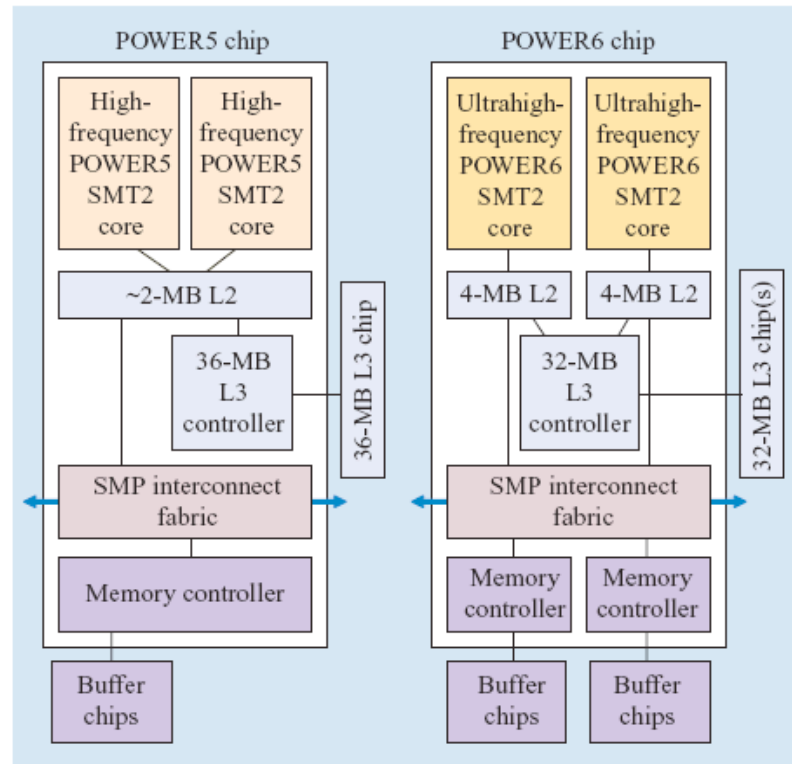 POWER5 chip
High-
frequency
POWER5
SMT2
core
High-
frequency
POWER5
SMT2
core
~2-MB L2
36-MB
L3
controller
36-MB L3 chip
SMP interconnect
fabric
Memory controller
Buffer
chips
POWER6 chip
Ultrahigh-
frequency
POWER6
SMT2
core
Ultrahigh-
frequency
POWER6
SMT2
core
4-MB L2
4-MB L2
32-MB
L3
controller
32-MB L3 chip(s)
SMP interconnect
fabric
Memory
controller
Memory
controller
Buffer
chips
Buffer
chips